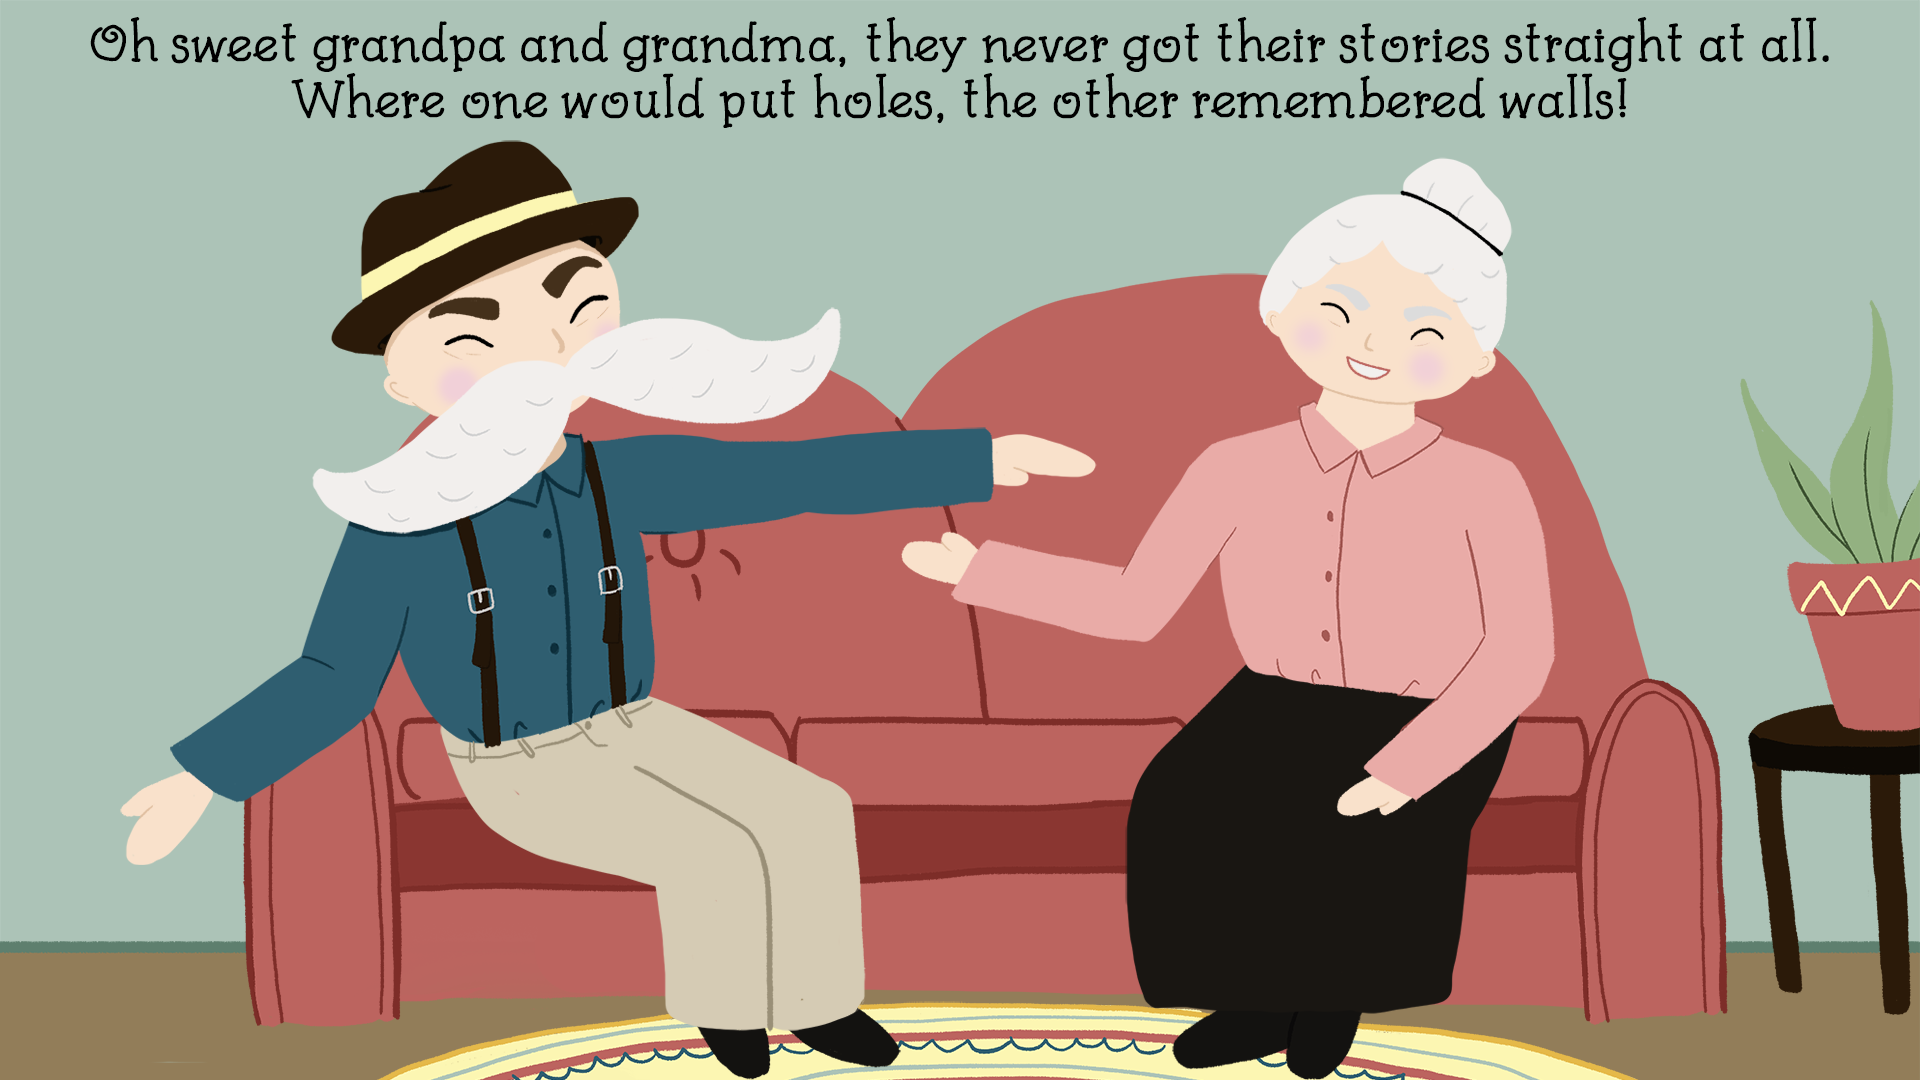 Oh sweet grandpa and grandma, they never got their stories straight at all.
Where one would put holes, the other remembered walls!